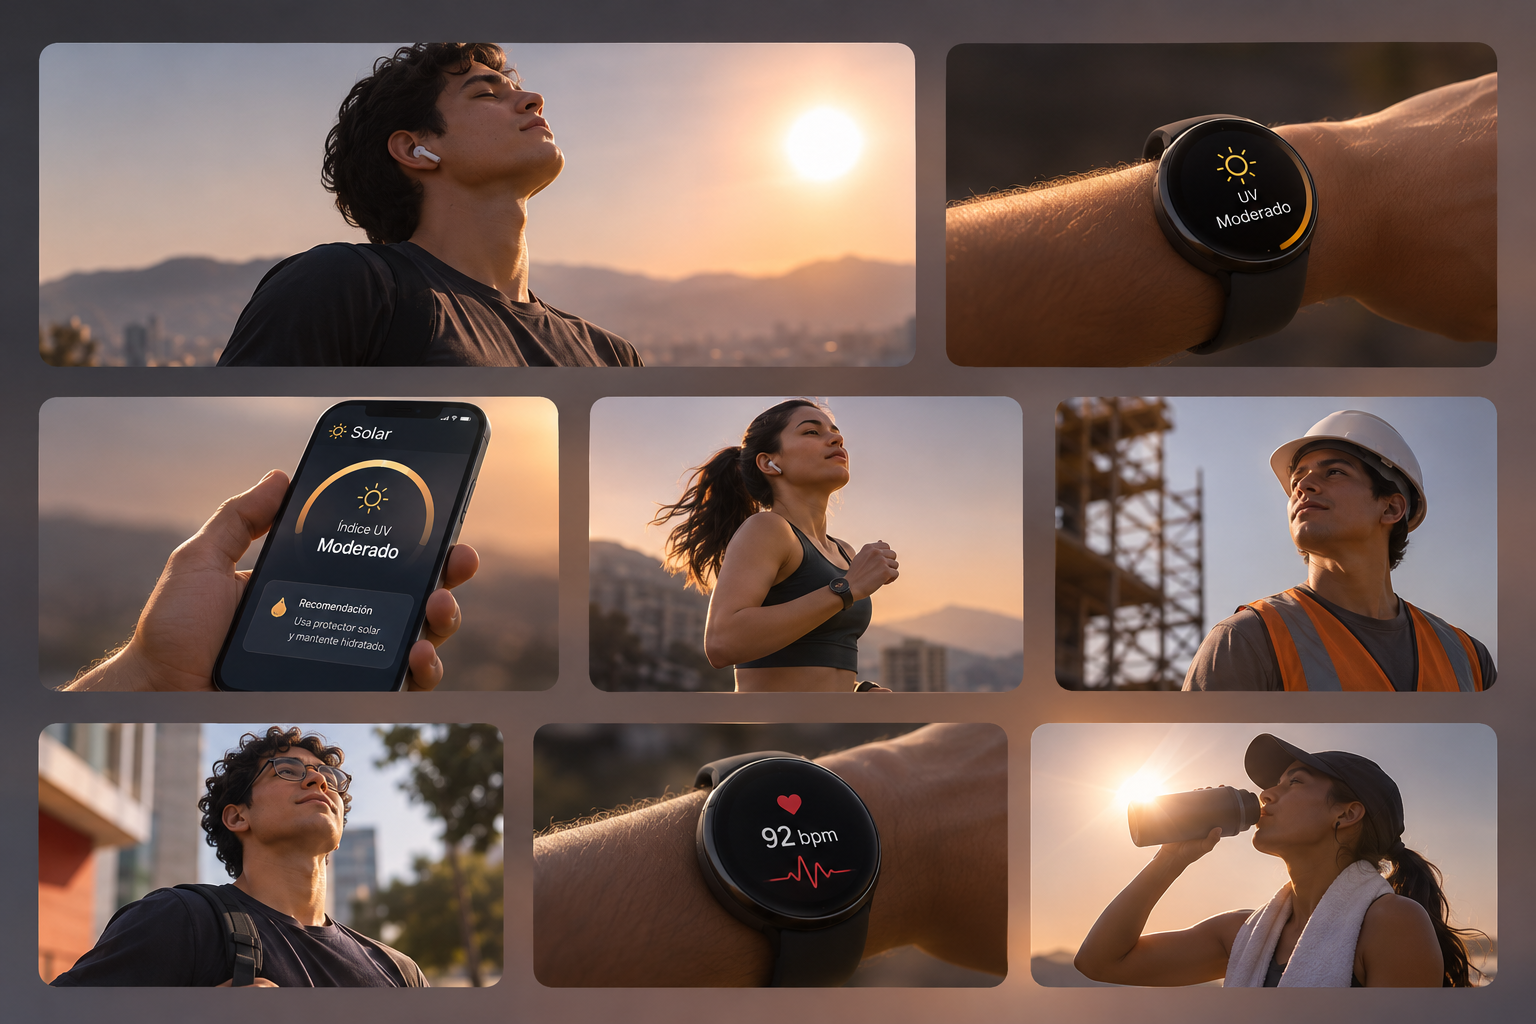 UV
Moderado
Solar
Índice UV
Moderado
Recomendación
Usa protector solar
y mantente hidratado.
92 bpm